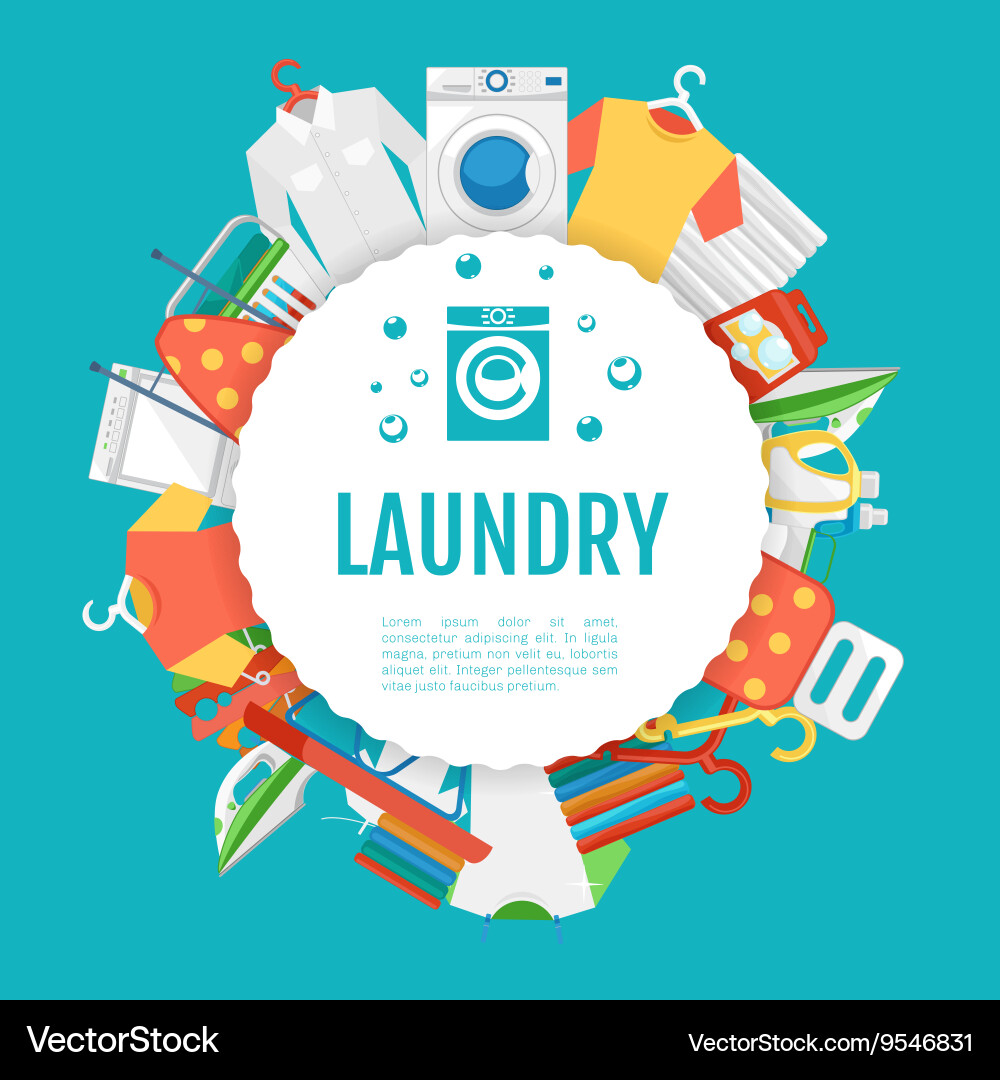 LAUNDRY
Lorem ipsum dolor sit amet,
consectetur adipiscing elit. In ligula
magna, pretium non velit eu, lobortis
aliquet elit. Integer pellentesque sem
vitae justo faucibus pretium.
VectorStock
VectorStock.com/9546831